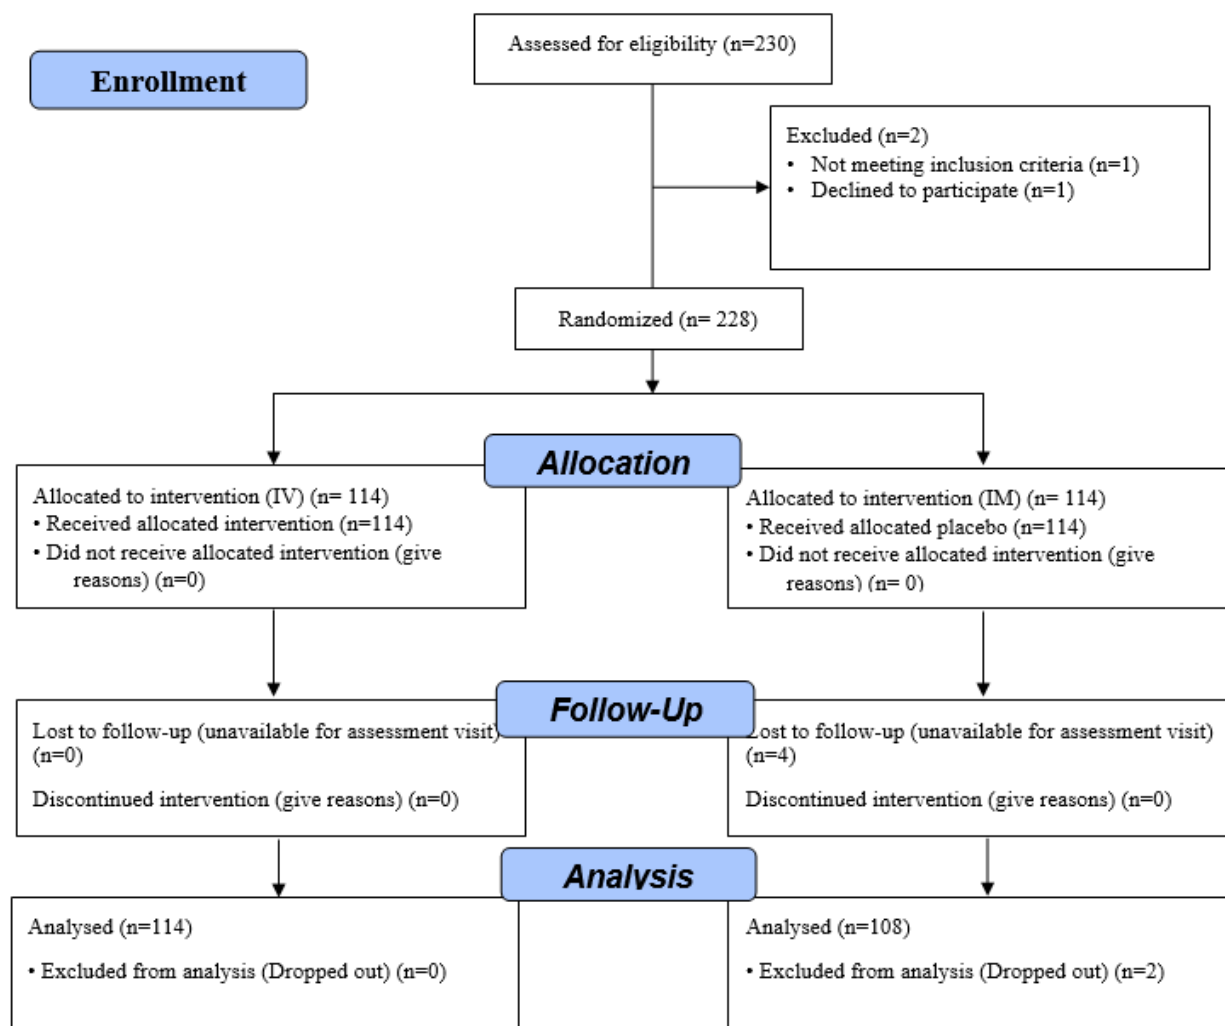 Assessed for eligibility (n=230)
Enrollment
Excluded (n=2)
• Not meeting inclusion criteria (n=1)
• Declined to participate (n=1)
Randomized (n= 228)
Allocation
Allocated to intervention (IV) (n= 114)
• Received allocated intervention (n=114)
• Did not receive allocated intervention (give
reasons) (n=0)
Allocated to intervention (IM) (n= 114)
• Received allocated placebo (n=114)
• Did not receive allocated intervention (give
reasons) (n= 0)
Follow-Up
Lost to follow-up (unavailable for assessment visit)
(n=0)
Discontinued intervention (give reasons) (n=0)
Lost to follow-up (unavailable for assessment visit)
(n=4)
Discontinued intervention (give reasons) (n=0)
Analysis
Analysed (n=114)
• Excluded from analysis (Dropped out) (n=0)
Analysed (n=108)
• Excluded from analysis (Dropped out) (n=2)